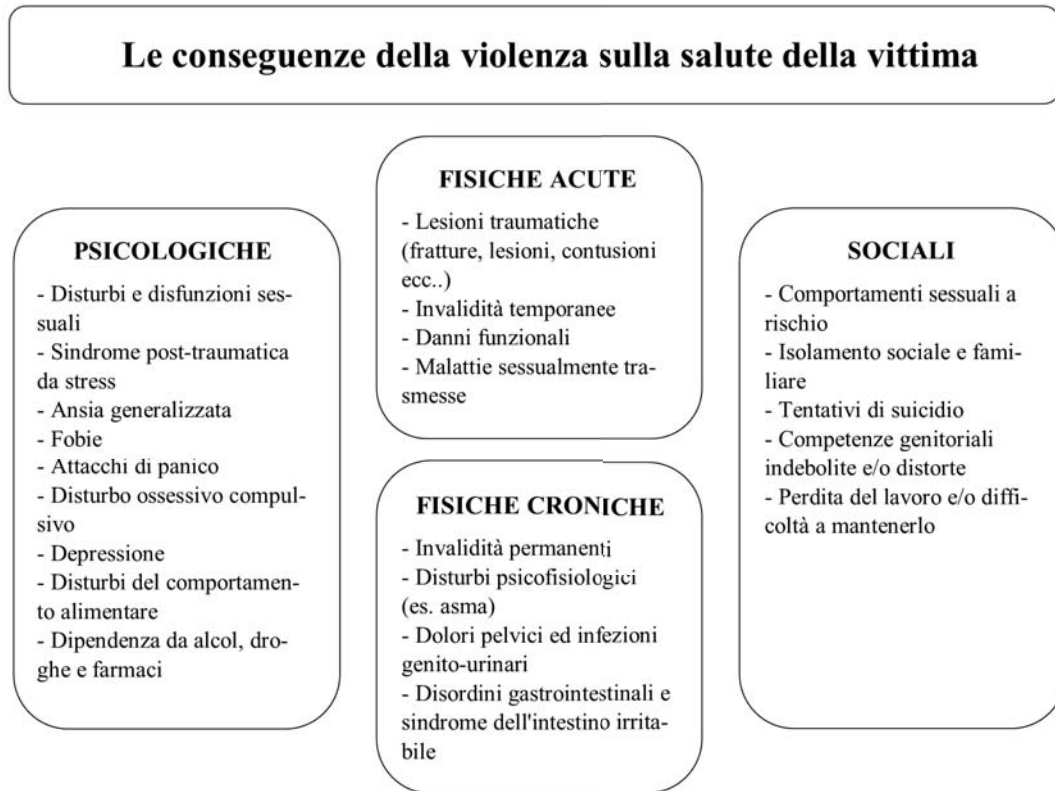 Le conseguenze della violenza sulla salute della vittima
PSICOLOGICHE
- Disturbi e disfunzioni ses-
suali
- Sindrome post-traumatica
da stress
- Ansia generalizzata
- Fobie
- Attacchi di panico
- Disturbo ossessivo compul-
sivo
- Depressione
- Disturbi del comportamen-
to alimentare
- Dipendenza da alcol, dro-
ghe e farmaci
FISICHE ACUTE
- Lesioni traumatiche
(fratture, lesioni, contusioni
ecc..)
- Invalidità temporanee
- Danni funzionali
- Malattie sessualmente tra-
smesse
FISICHE CRONICHE
- Invalidità permanenti
- Disturbi psicofisiologici
(es. asma)
- Dolori pelvici ed infezioni
genito-urinari
- Disordini gastrointestinali e
sindrome dell'intestino irrita-
bile
SOCIALI
- Comportamenti sessuali a
rischio
- Isolamento sociale e fami-
liare
- Tentativi di suicidio
- Competenze genitoriali
indebolite e/o distorte
- Perdita del lavoro e/o diffi-
coltà a mantenerlo